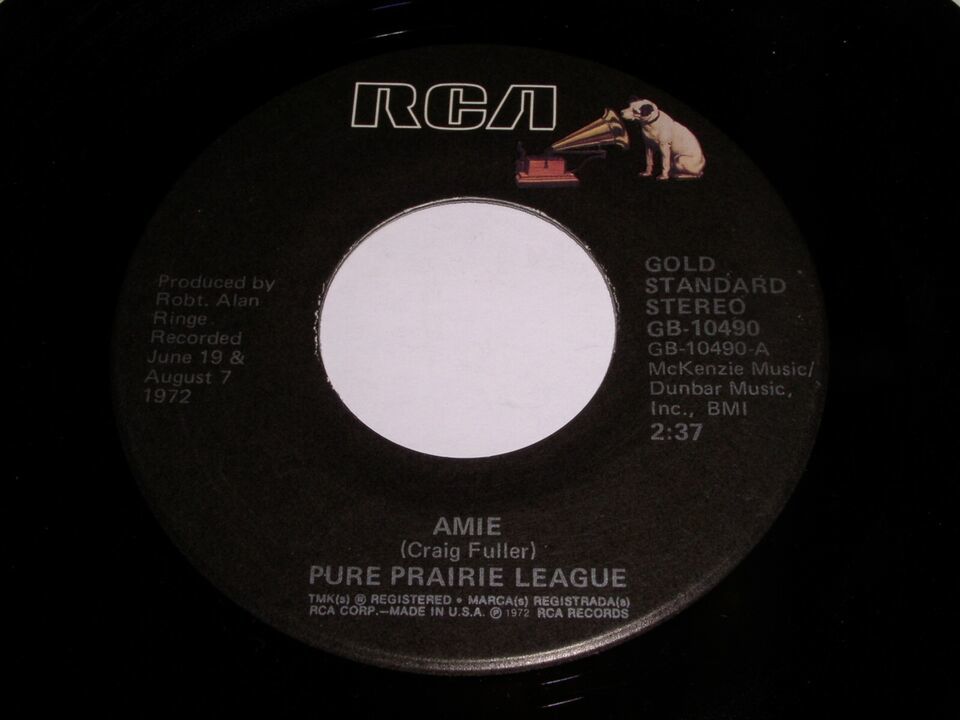 RCA
Produced by
Robt. Alan
Ringe
Recorded
June 19 &
August 7
1972
GOLD
STANDARD
STEREO
GB-10490
GB-10490-A
McKenzie Music/
Dunbar Music,
Inc., BMI
2:37
AMIE
(Craig Fuller)
PURE PRAIRIE LEAGUE
TMK(s) ® REGISTERED • MARCA(s) REGISTRADA(s)
RCA CORP.—MADE IN U.S.A. ℗ 1972 RCA RECORDS